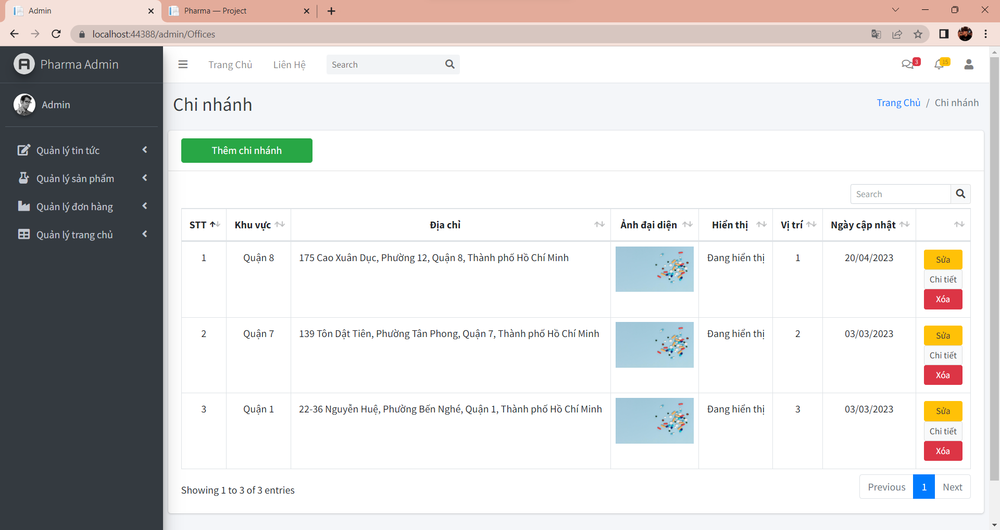 Admin
Pharma — Project
localhost:44388/admin/Offices
Pharma Admin
Trang Chủ
Liên Hệ
Search
3
15
Admin
Chi nhánh
Trang Chủ / Chi nhánh
Quản lý tin tức
Quản lý sản phẩm
Quản lý đơn hàng
Quản lý trang chủ
Thêm chi nhánh
Search
STT Khu vực Địa chỉ Ảnh đại diện Hiển thị Vị trí Ngày cập nhật
1 Quận 8 175 Cao Xuân Dục, Phường 12, Quận 8, Thành phố Hồ Chí Minh Đang hiển thị 1 20/04/2023 Sửa
Chi tiết
Xóa
2 Quận 7 139 Tôn Dật Tiên, Phường Tân Phong, Quận 7, Thành phố Hồ Chí Minh Đang hiển thị 2 03/03/2023 Sửa
Chi tiết
Xóa
3 Quận 1 22-36 Nguyễn Huệ, Phường Bến Nghé, Quận 1, Thành phố Hồ Chí Minh Đang hiển thị 3 03/03/2023 Sửa
Chi tiết
Xóa
Showing 1 to 3 of 3 entries
Previous 1 Next